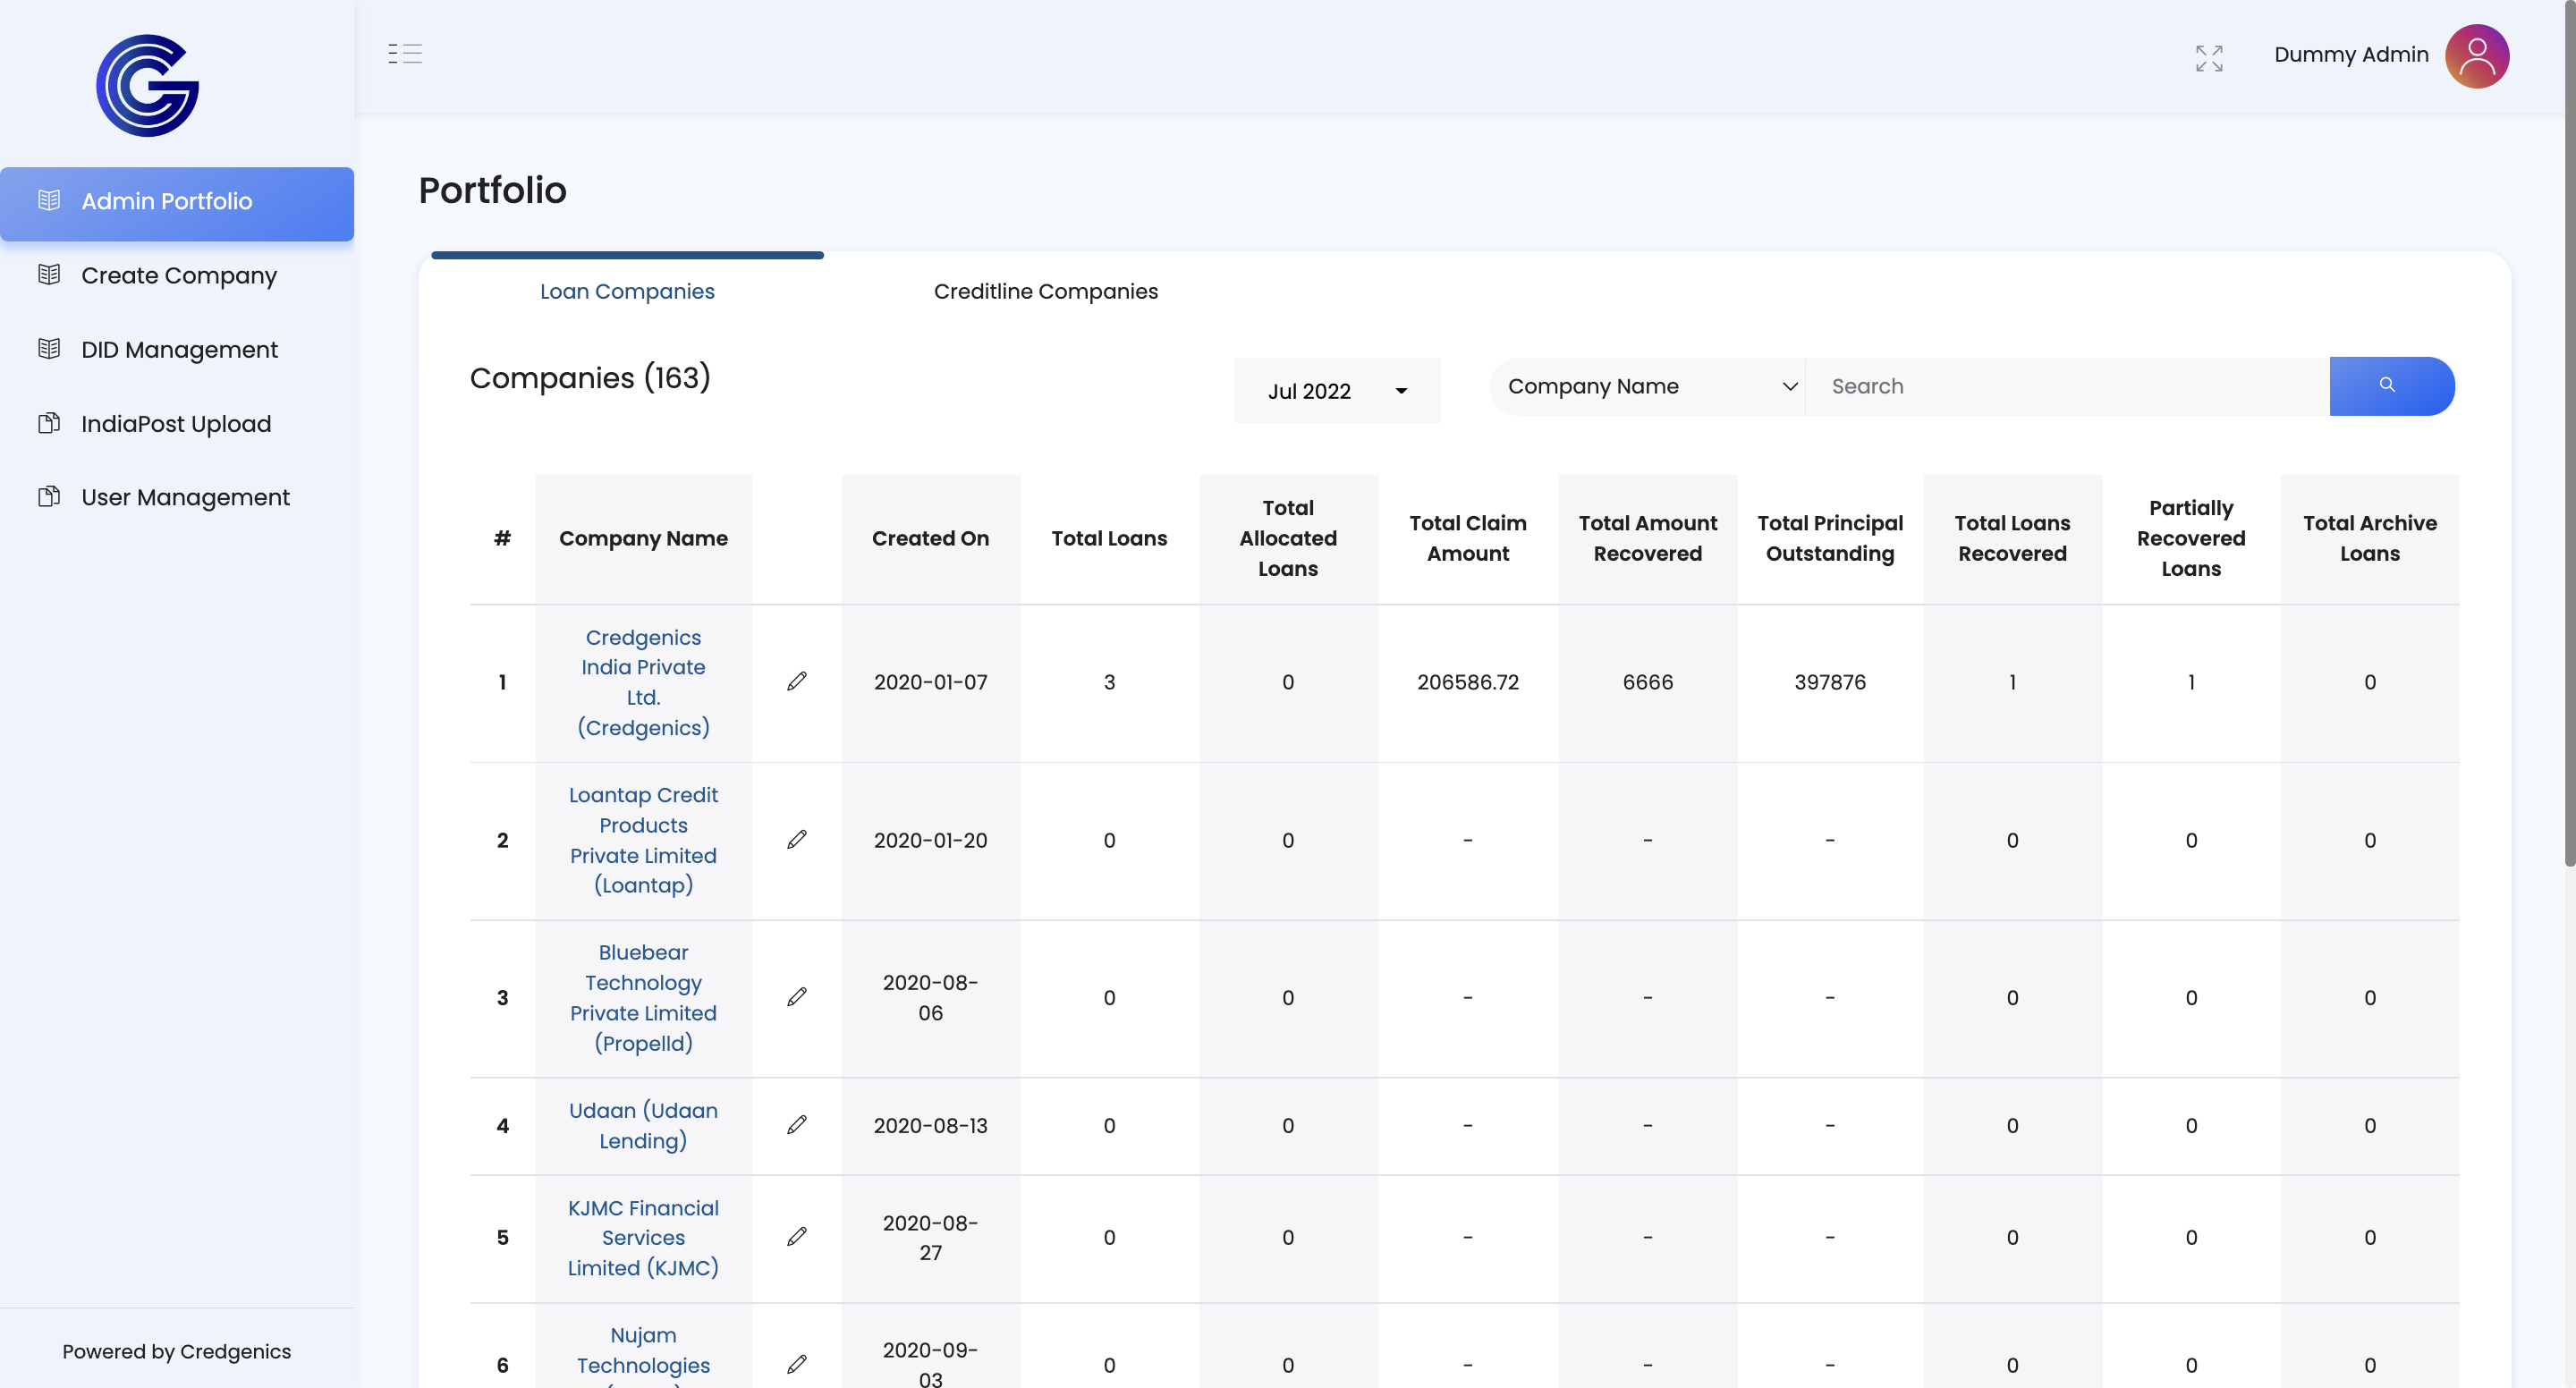 Dummy Admin
Admin Portfolio
Create Company
DID Management
IndiaPost Upload
User Management
Powered by Credgenics
Portfolio
Loan Companies
Creditline Companies
Companies (163)
Jul 2022
Company Name
Search
#
Company Name
Created On
Total Loans
Total
Allocated
Loans
Total Claim
Amount
Total Amount
Recovered
Total Principal
Outstanding
Total Loans
Recovered
Partially
Recovered
Loans
Total Archive
Loans
1
Credgenics
India Private
Ltd.
(Credgenics)
2020-01-07
3
0
206586.72
6666
397876
1
1
0
2
Loantap Credit
Products
Private Limited
(Loantap)
2020-01-20
0
0
-
-
-
0
0
0
3
Bluebear
Technology
Private Limited
(Propelld)
2020-08-
06
0
0
-
-
-
0
0
0
4
Udaan (Udaan
Lending)
2020-08-13
0
0
-
-
-
0
0
0
5
KJMC Financial
Services
Limited (KJMC)
2020-08-
27
0
0
-
-
-
0
0
0
6
Nujam
Technologies
2020-09-
03
0
0
-
-
-
0
0
0